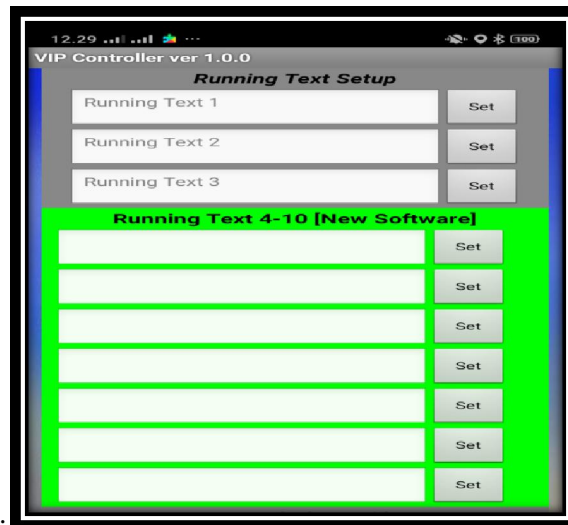 12.29
100
VIP Controller ver 1.0.0
Running Text Setup
Running Text 1 Set
Running Text 2 Set
Running Text 3 Set
Running Text 4-10 [New Software]
Set
Set
Set
Set
Set
Set
Set
.